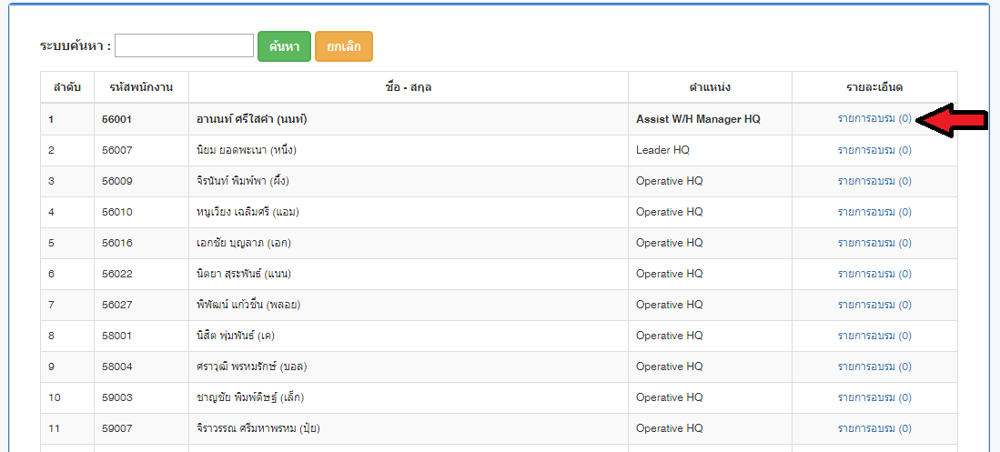 ระบบค้นหา : ค้นหา ยกเลิก
ลำดับ รหัสพนักงาน ชื่อ - สกุล ตำแหน่ง รายละเอียด
1 56001 อานนท์ ศรีใสคำ (นนท์) Assist W/H Manager HQ รายการอบรม (0)
2 56007 นิยม ยอดพะเนา (หนึ่ง) Leader HQ รายการอบรม (0)
3 56009 จิรนันท์ พิมพ์พา (ผึ้ง) Operative HQ รายการอบรม (0)
4 56010 หนูเวียง เฉลิมศรี (แอม) Operative HQ รายการอบรม (0)
5 56016 เอกชัย บุญลาภ (เอก) Operative HQ รายการอบรม (0)
6 56022 นิตยา สุระพันธ์ (แนน) Operative HQ รายการอบรม (0)
7 56027 พิพัฒน์ แก้วชื่น (พลอย) Operative HQ รายการอบรม (0)
8 58001 นิสิต พุ่มพันธ์ (เค) Operative HQ รายการอบรม (0)
9 58004 ศราวุฒิ พรหมรักษ์ (บอล) Operative HQ รายการอบรม (0)
10 59003 ชาญชัย พิมพ์ดิษฐ์ (เล็ก) Operative HQ รายการอบรม (0)
11 59007 จิราวรรณ ศรีมหาพรหม (ปุ๋ย) Operative HQ รายการอบรม (0)